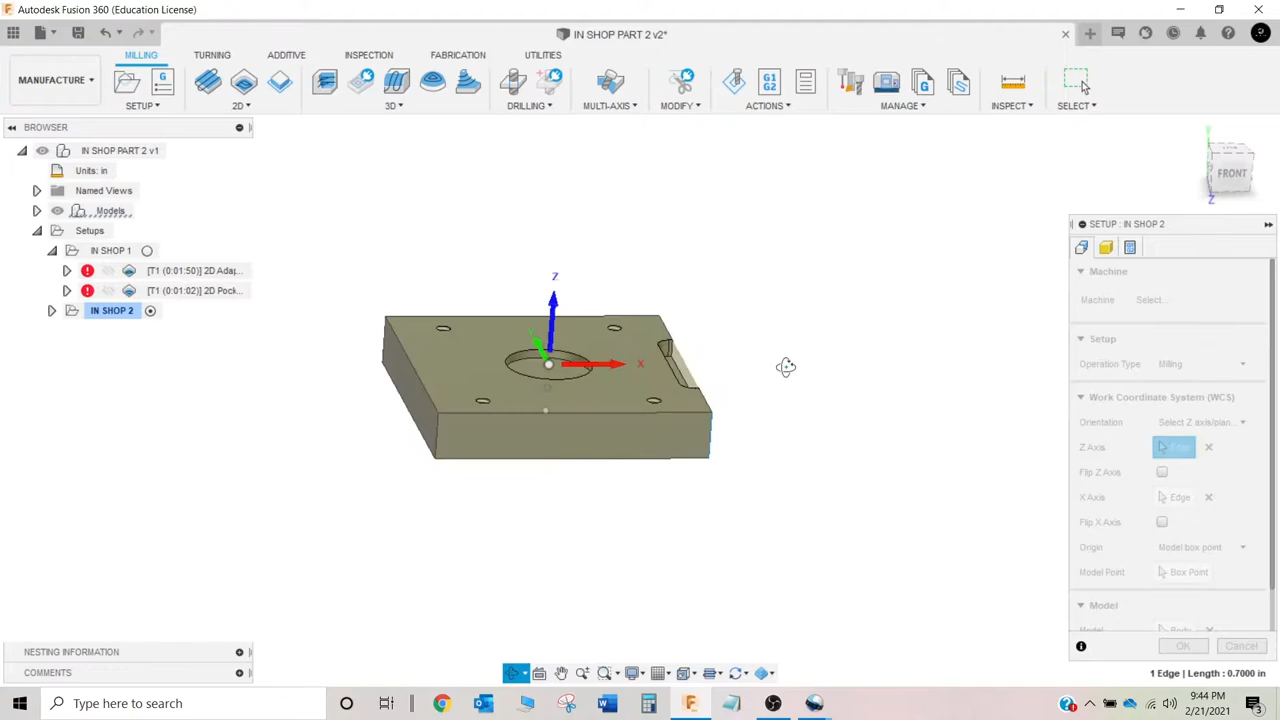 Autodesk Fusion 360 (Education License)
IN SHOP PART 2 v2*
MILLING TURNING ADDITIVE INSPECTION FABRICATION UTILITIES
MANUFACTURE
G
G1
G2
SETUP 2D 3D DRILLING MULTI-AXIS MODIFY ACTIONS MANAGE INSPECT SELECT
BROWSER
IN SHOP PART 2 v1
Units: in
Named Views
Models
Setups
IN SHOP 1
[T1 (0:01:50)] 2D Adap...
[T1 (0:01:02)] 2D Pock...
IN SHOP 2
Z
X
FRONT
Z
SETUP : IN SHOP 2
Machine
Machine Select...
Setup
Operation Type Milling
Work Coordinate System (WCS)
Orientation Select Z axis/plan...
Z Axis Edge
Flip Z Axis
X Axis Edge
Flip X Axis
Origin Model box point
Model Point Box Point
Model
Model Body
OK Cancel
NESTING INFORMATION
COMMENTS
1 Edge | Length : 0.7000 in
Type here to search
9:44 PM
2/21/2021
3